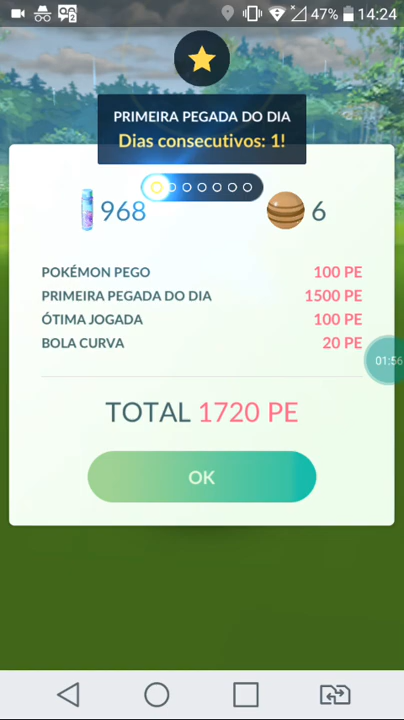 47% 14:24
PRIMEIRA PEGADA DO DIA
Dias consecutivos: 1!
968 6
POKÉMON PEGO 100 PE
PRIMEIRA PEGADA DO DIA 1500 PE
ÓTIMA JOGADA 100 PE
BOLA CURVA 20 PE
01:56
TOTAL 1720 PE
OK